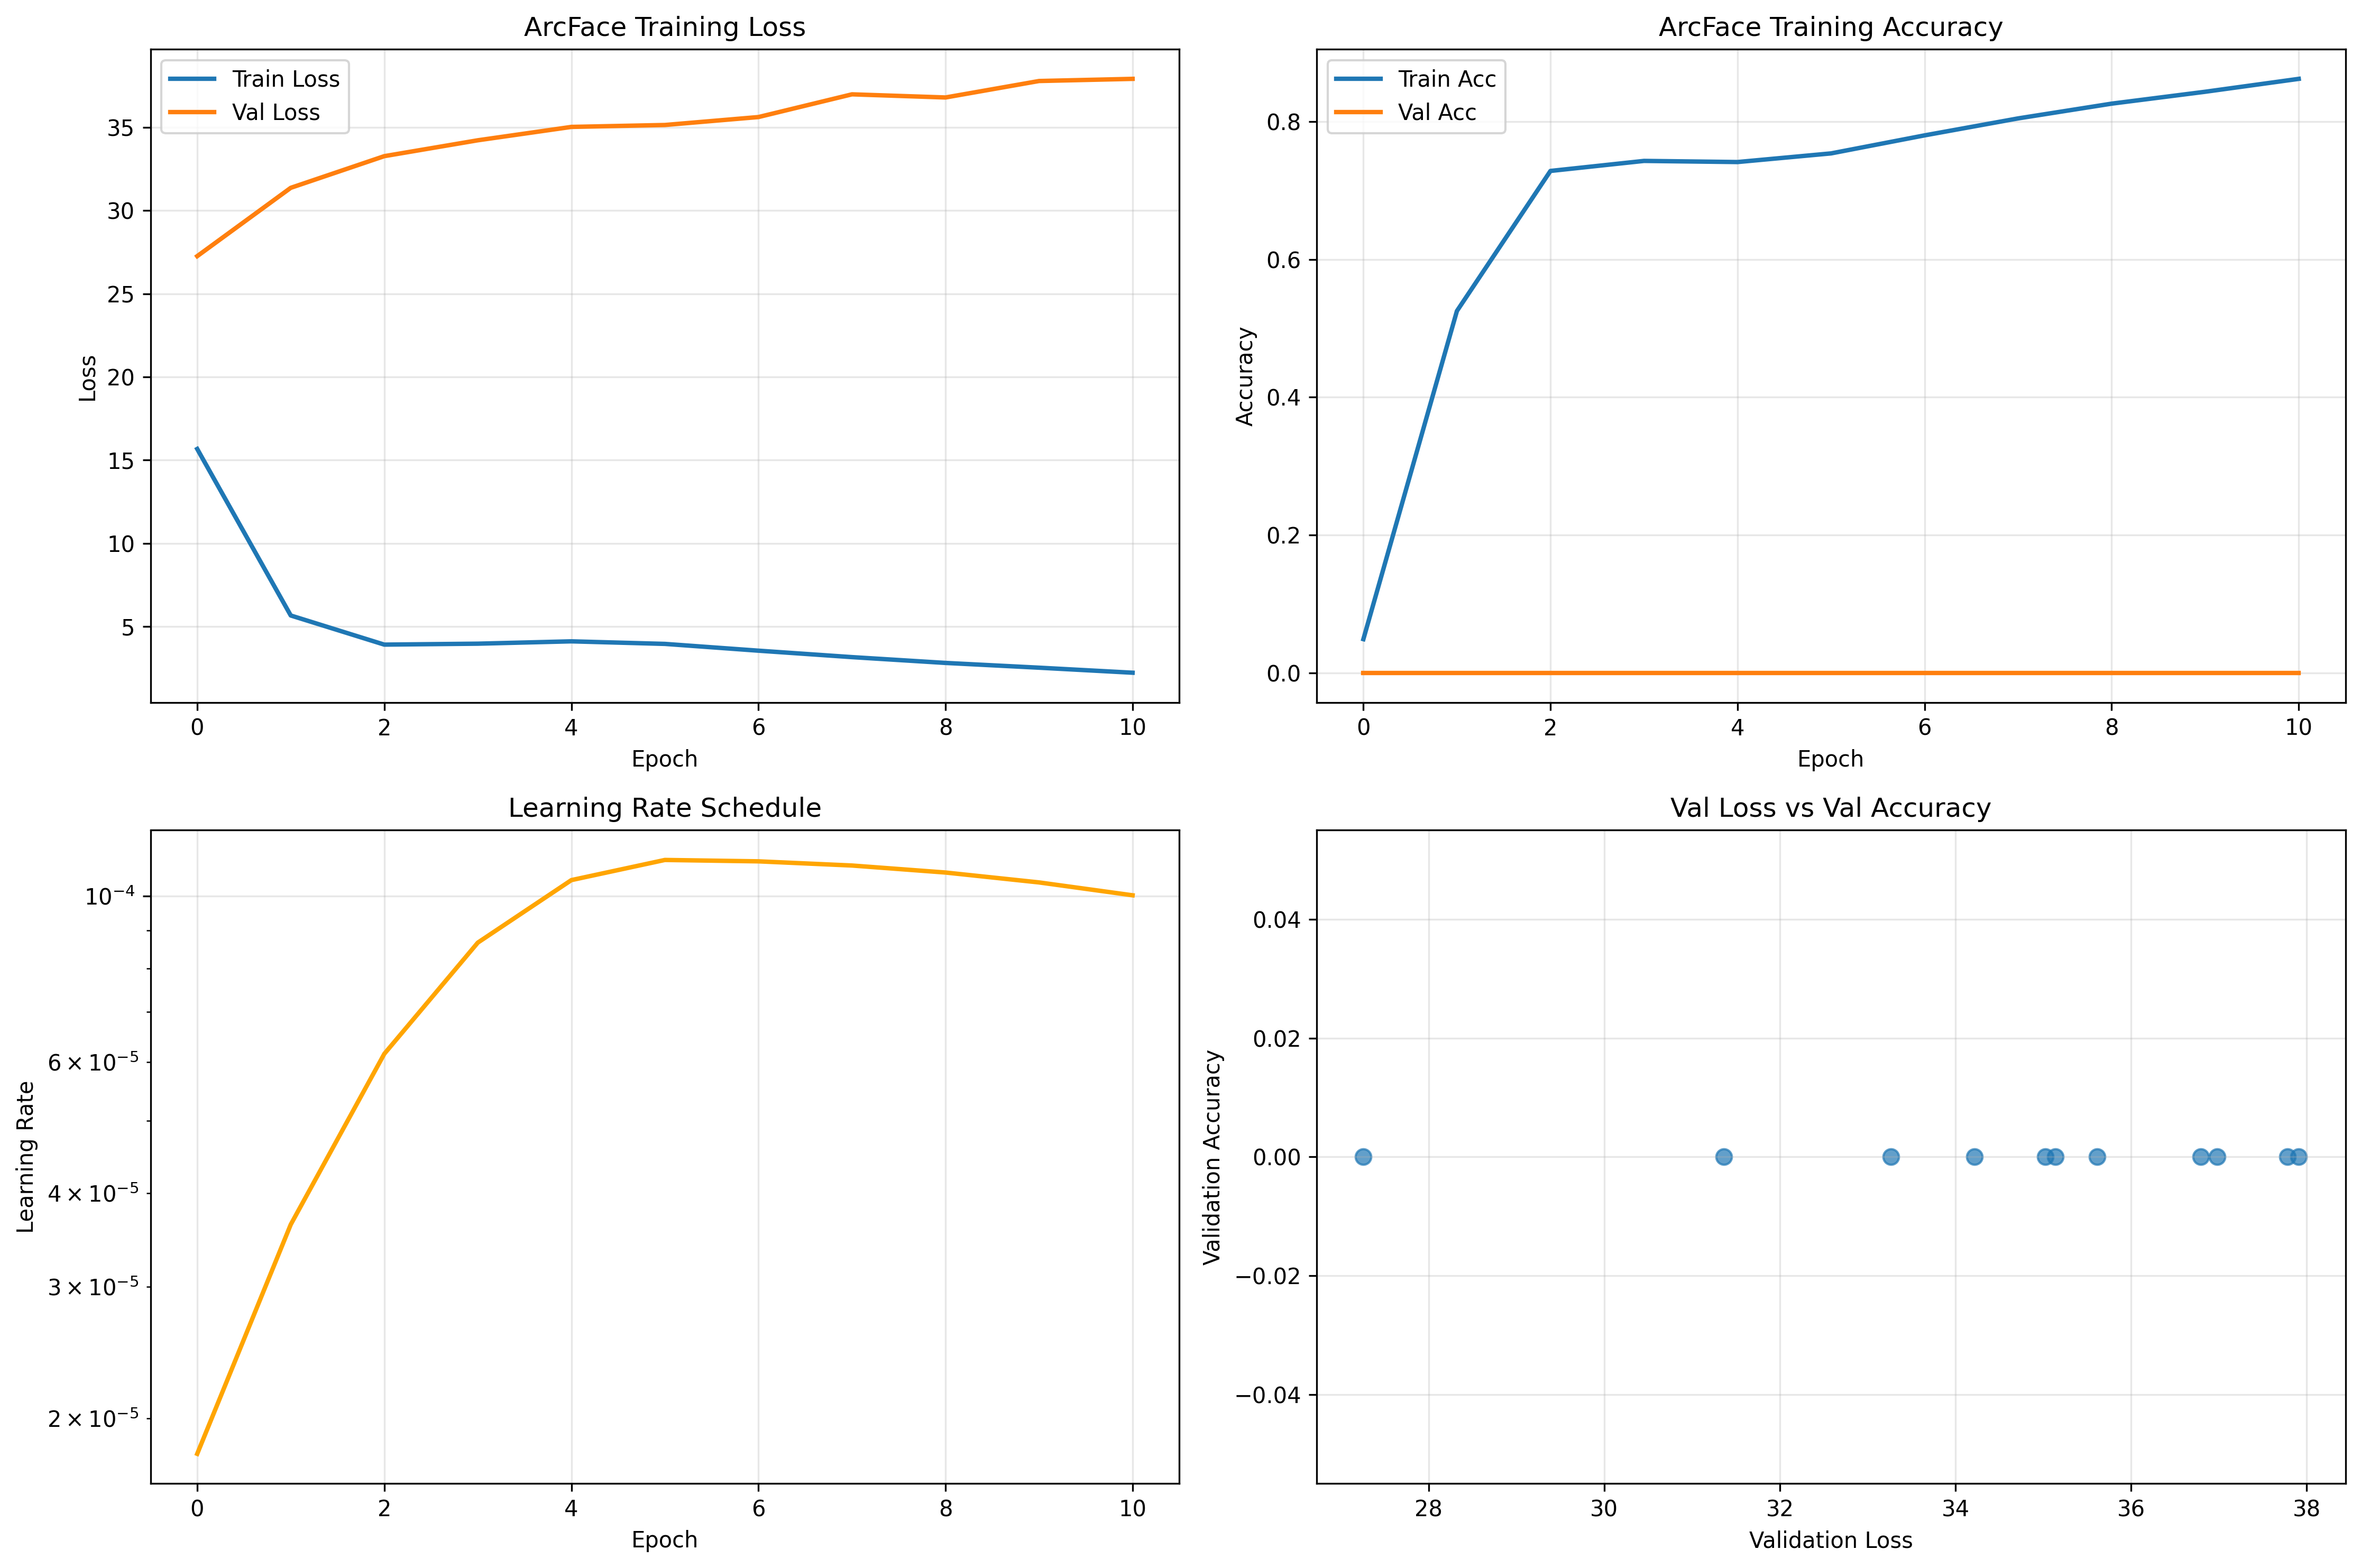 ArcFace Training Loss
Train Loss
Val Loss
Loss
35
30
25
20
15
10
5
0 2 4 6 8 10
Epoch
ArcFace Training Accuracy
Train Acc
Val Acc
Accuracy
0.8
0.6
0.4
0.2
0.0
0 2 4 6 8 10
Epoch
Learning Rate Schedule
Learning Rate
10⁻⁴
6 × 10⁻⁵
4 × 10⁻⁵
3 × 10⁻⁵
2 × 10⁻⁵
0 2 4 6 8 10
Epoch
Val Loss vs Val Accuracy
Validation Accuracy
0.04
0.02
0.00
−0.02
−0.04
28 30 32 34 36 38
Validation Loss